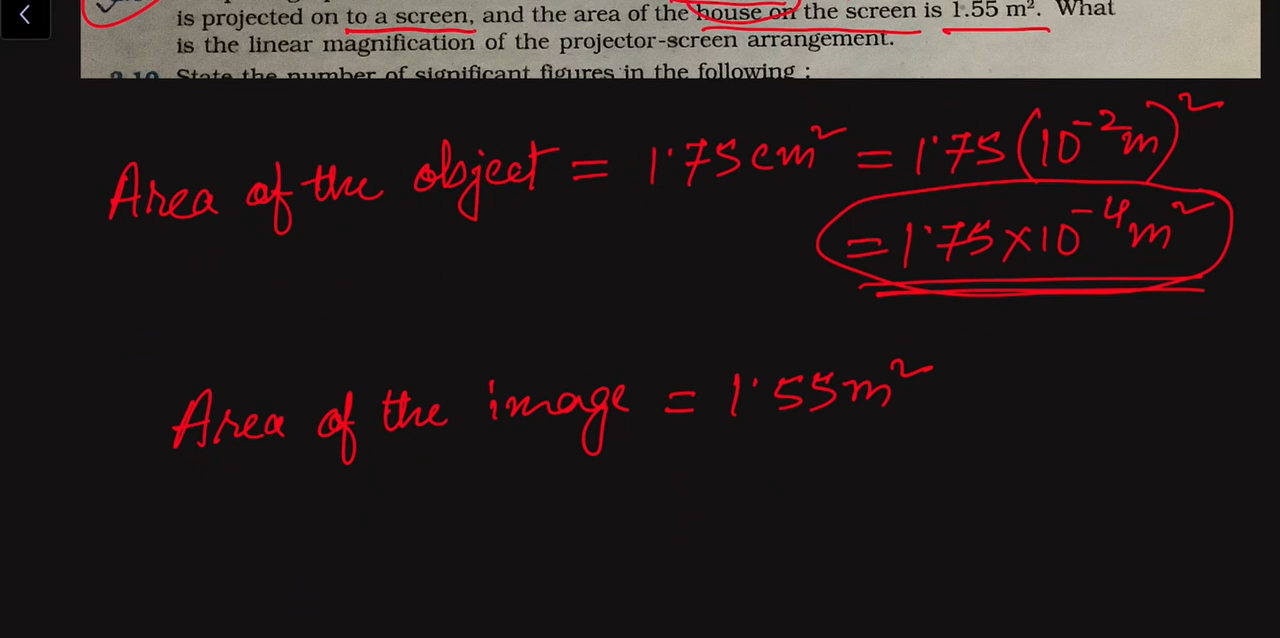 is projected on to a screen, and the area of the house on the screen is 1.55 m². What
is the linear magnification of the projector-screen arrangement.
2.10 State the number of significant figures in the following :
Area of the object = 1.75 cm² = 1.75 (10⁻² m)²
= 1.75 × 10⁻⁴ m²
Area of the image = 1.55 m²